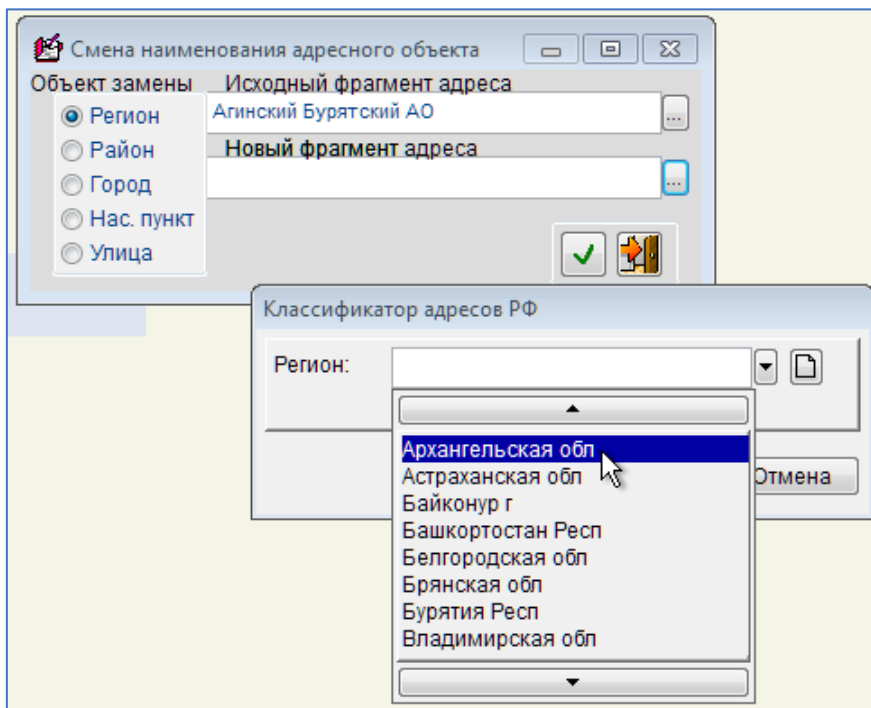 Смена наименования адресного объекта
Объект замены Исходный фрагмент адреса
Регион
Агинский Бурятский АО
...
Район
Новый фрагмент адреса
Город
...
Нас. пункт
Улица
Классификатор адресов РФ
Регион:
Архангельская обл
Астраханская обл
Отмена
Байконур г
Башкортостан Респ
Белгородская обл
Брянская обл
Бурятия Респ
Владимирская обл